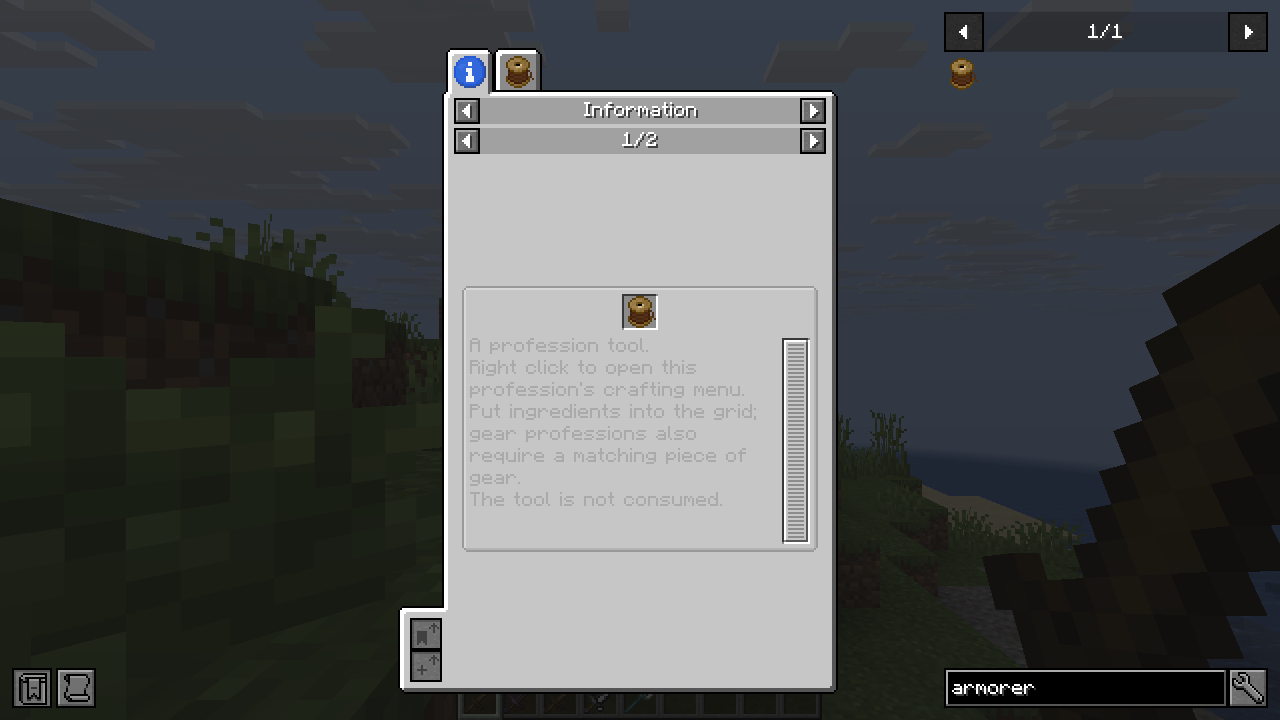 1/1
Information
1/2
A profession tool.
Right click to open this
profession's crafting menu.
Put ingredients into the grid;
gear professions also
require a matching piece of
gear.
The tool is not consumed.
armorer